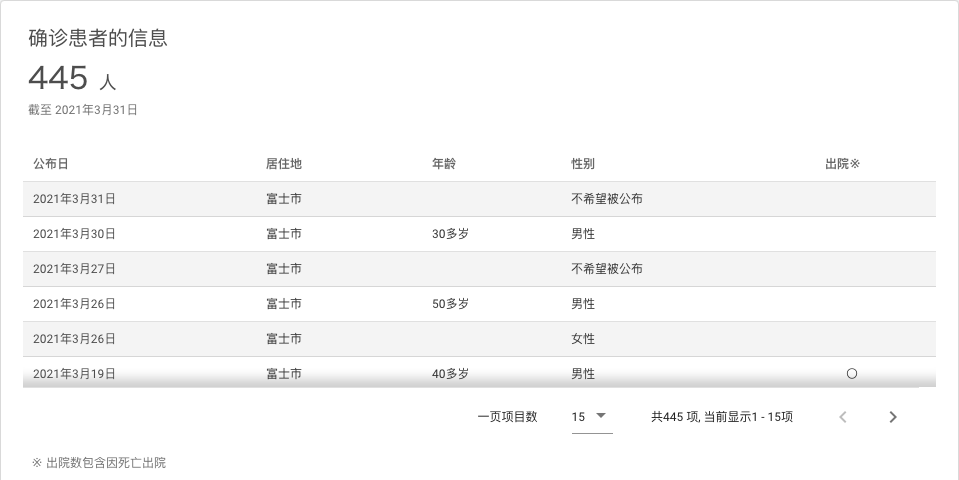 确诊患者的信息
445 人
截至 2021年3月31日
公布日 居住地 年龄 性别 出院※
2021年3月31日 富士市 不希望被公布
2021年3月30日 富士市 30多岁 男性
2021年3月27日 富士市 不希望被公布
2021年3月26日 富士市 50多岁 男性
2021年3月26日 富士市 女性
2021年3月19日 富士市 40多岁 男性 ○
一页项目数 15 共445 项, 当前显示1 - 15项
※ 出院数包含因死亡出院